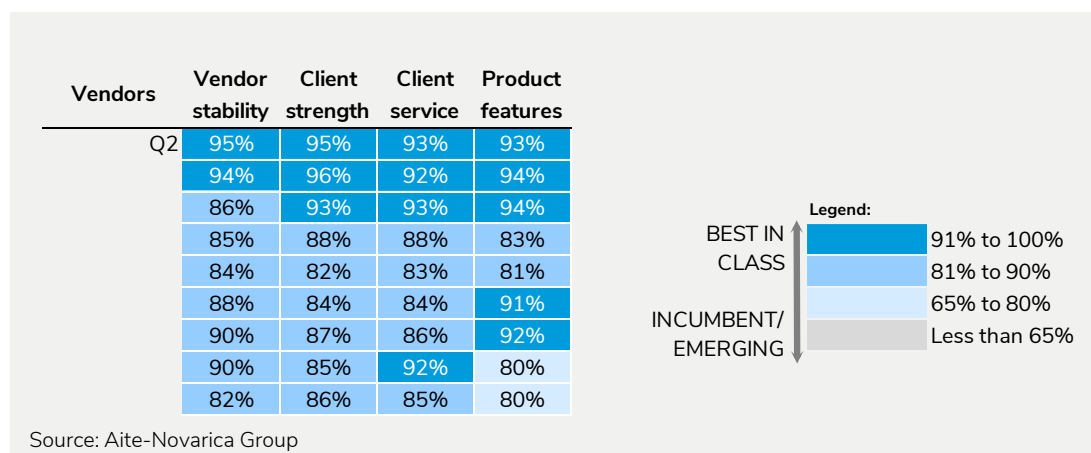 Vendors Vendor stability Client strength Client service Product features
Q2 95% 95% 93% 93%
94% 96% 92% 94%
86% 93% 93% 94%
85% 88% 88% 83%
84% 82% 83% 81%
88% 84% 84% 91%
90% 87% 86% 92%
90% 85% 92% 80%
82% 86% 85% 80%
Source: Aite-Novarica Group
Legend:
BEST IN
CLASS
INCUMBENT/
EMERGING
91% to 100%
81% to 90%
65% to 80%
Less than 65%